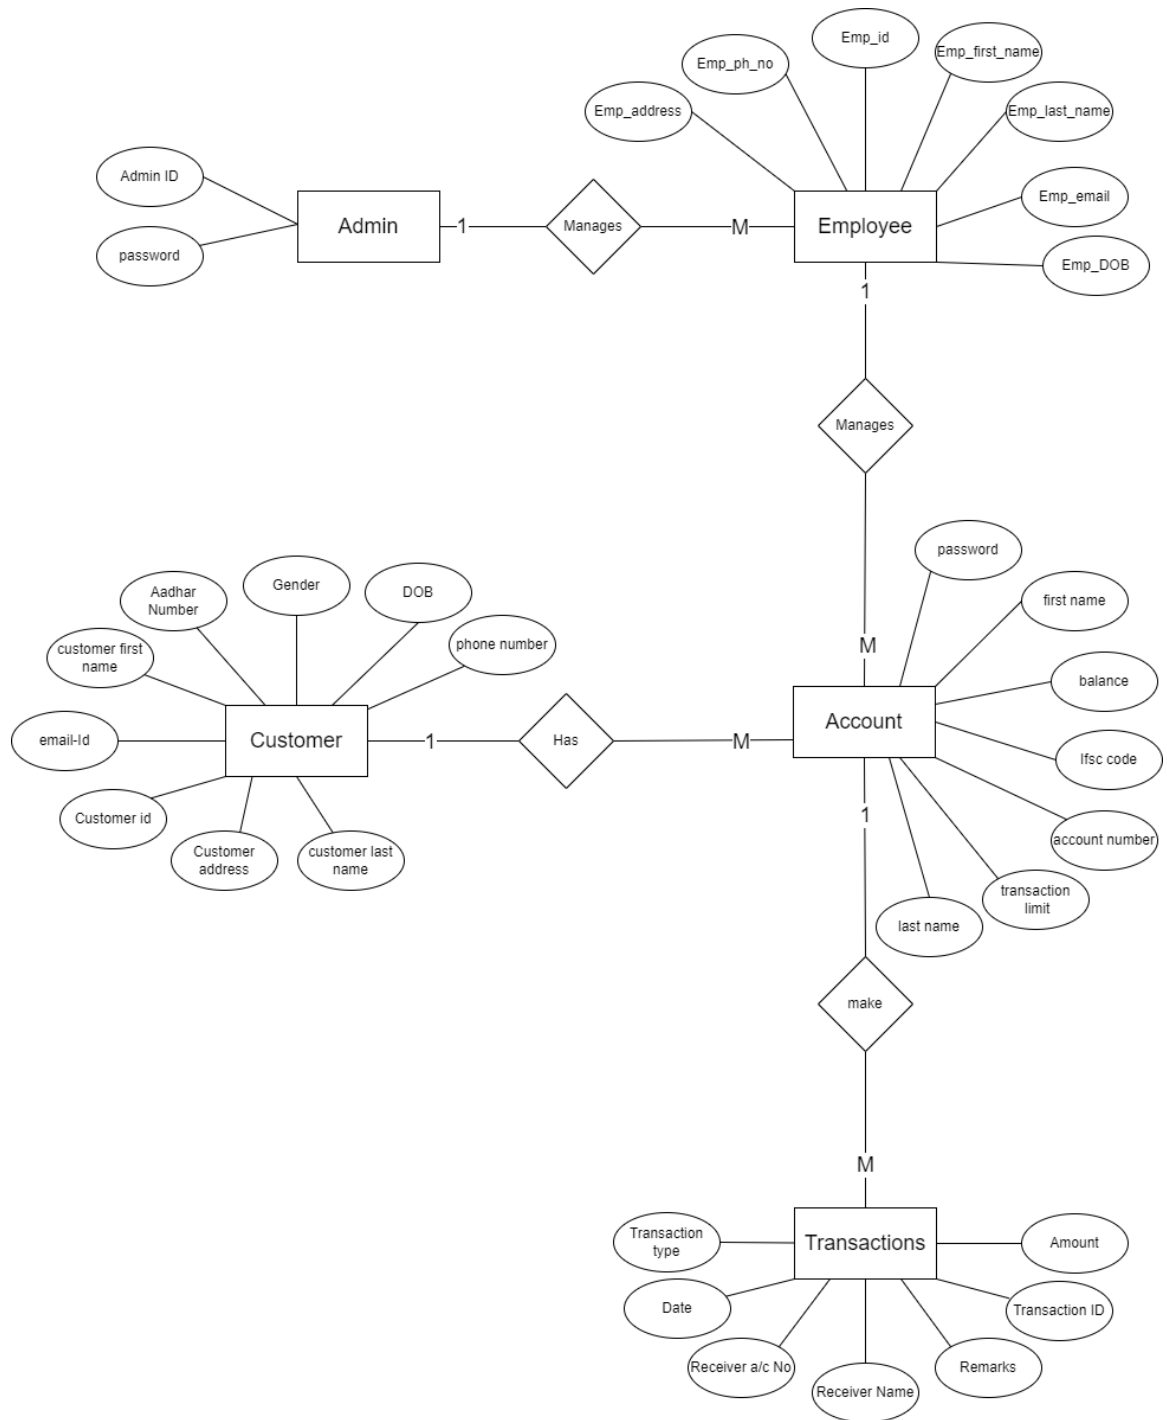 Emp_id
Emp_first_name
Emp_ph_no
Emp_address
Emp_last_name
Admin ID
Emp_email
Admin
1
Manages
M
Employee
password
Emp_DOB
1
Manages
password
Gender
DOB
Aadhar
Number
first name
customer first
name
phone number
M
balance
email-Id
Customer
1
Has
M
Account
Ifsc code
Customer id
1
account number
Customer
address
customer last
name
transaction
limit
last name
make
M
Transaction
type
Transactions
Amount
Date
Transaction ID
Receiver a/c No
Remarks
Receiver Name